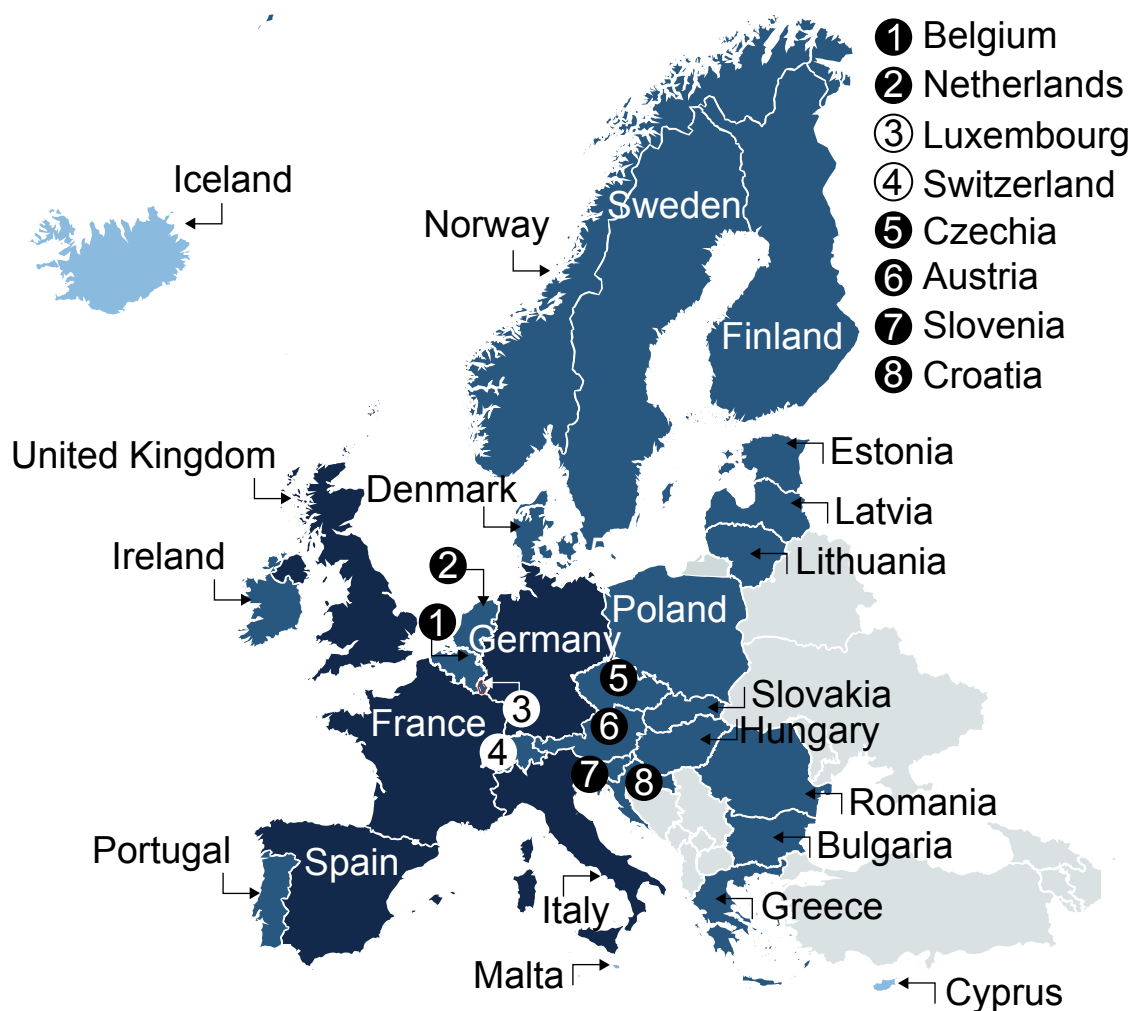 1 Belgium
2 Netherlands
3 Luxembourg
4 Switzerland
5 Czechia
6 Austria
7 Slovenia
8 Croatia
Iceland
Norway
Sweden
Finland
United Kingdom
Denmark
Estonia
Latvia
Ireland
Lithuania
2
1
Poland
Germany
5
Slovakia
3
France
6
Hungary
4
7
8
Romania
Portugal
Spain
Bulgaria
Italy
Greece
Malta
Cyprus